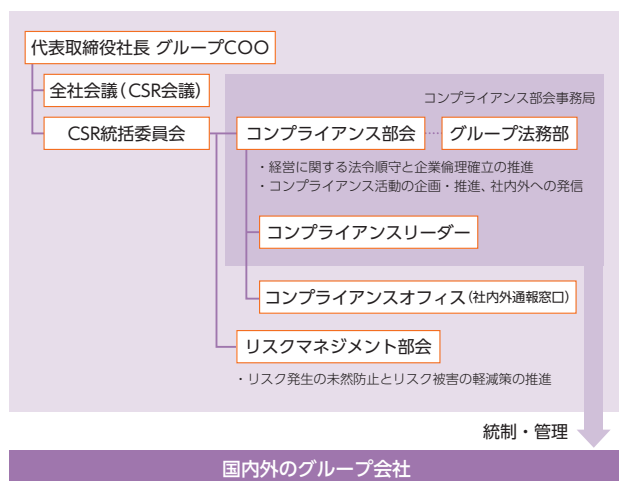 代表取締役社長 グループCOO
全社会議（CSR会議）
コンプライアンス部会事務局
CSR統括委員会
コンプライアンス部会
グループ法務部
・経営に関する法令順守と企業倫理確立の推進
・コンプライアンス活動の企画・推進、社内外への発信
コンプライアンスリーダー
コンプライアンスオフィス（社内外通報窓口）
リスクマネジメント部会
・リスク発生の未然防止とリスク被害の軽減策の推進
統制・管理
国内外のグループ会社